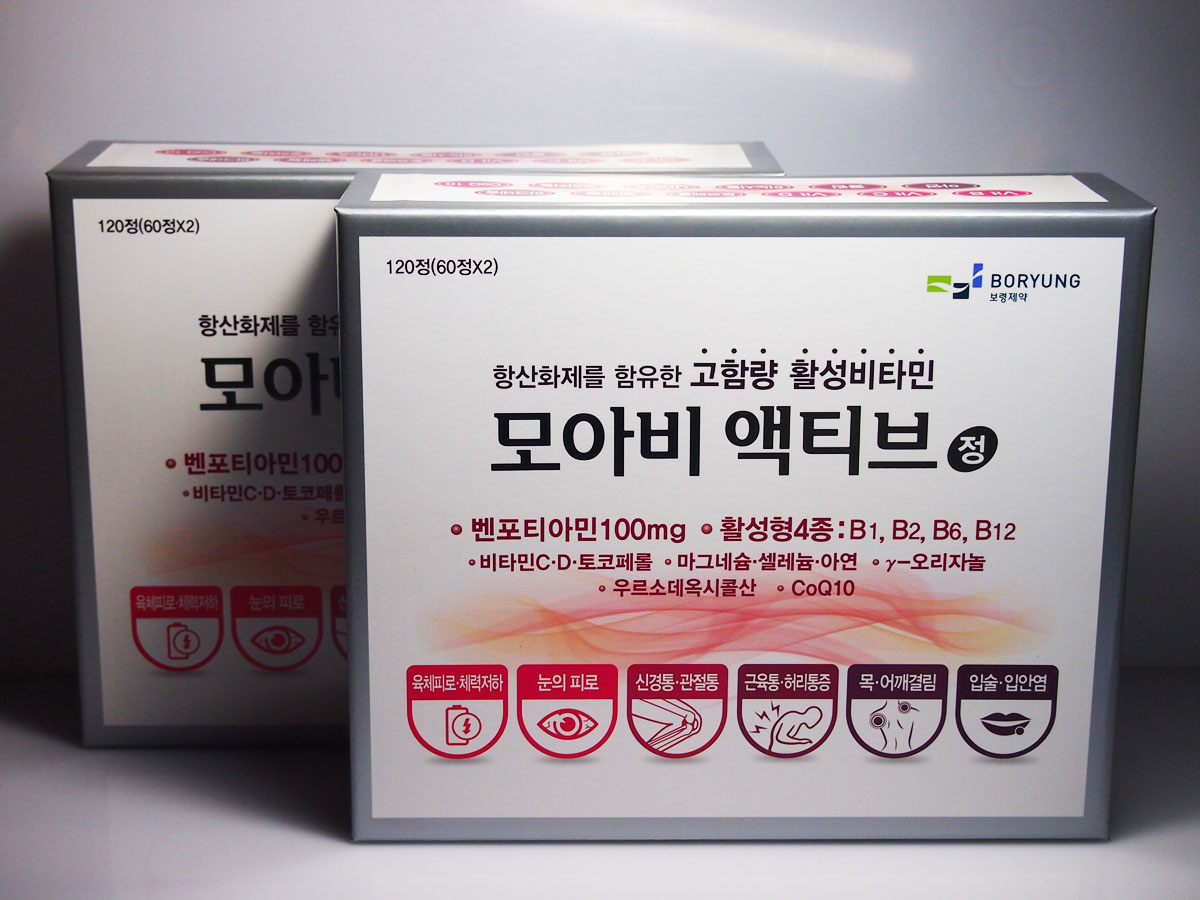 120정(60정X2)
항산화제를 함유
모아
• 벤포티아민100
• 비타민C·D·토코페롤
육체피로·체력저하
눈의 피로
120정(60정X2)
BORYUNG
보령제약
항산화제를 함유한 고함량 활성비타민
모아비 액티브 정
• 벤포티아민100mg • 활성형4종 : B1, B2, B6, B12
• 비타민C·D·토코페롤 • 마그네슘·셀레늄·아연 • γ-오리자놀
• 우르소데옥시콜산 • CoQ10
육체피로·체력저하
눈의 피로
신경통·관절통
근육통·허리통증
목·어깨결림
입술·입안염